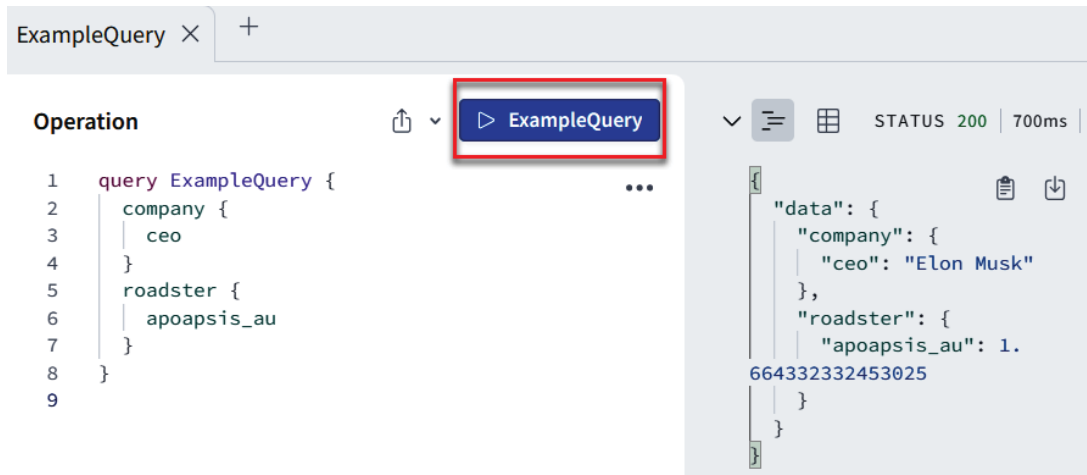 ExampleQuery
Operation
ExampleQuery
STATUS 200 700ms
1 query ExampleQuery {
2 company {
3 ceo
4 }
5 roadster {
6 apoapsis_au
7 }
8 }
9
{
"data": {
"company": {
"ceo": "Elon Musk"
},
"roadster": {
"apoapsis_au": 1.
664332332453025
}
}
}